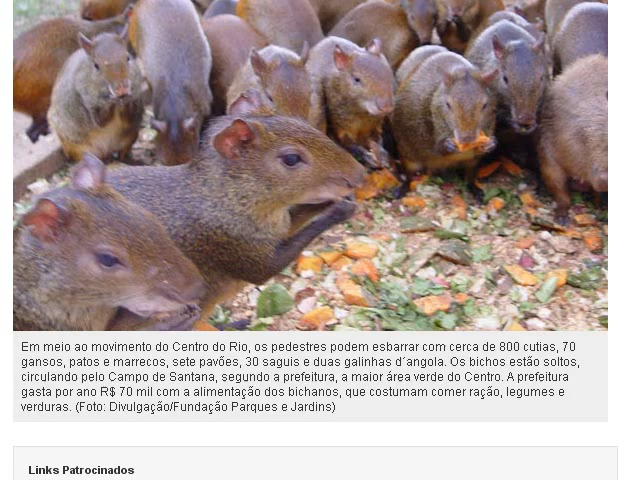 Em meio ao movimento do Centro do Rio, os pedestres podem esbarrar com cerca de 800 cutias, 70
gansos, patos e marrecos, sete pavões, 30 saguis e duas galinhas d´angola. Os bichos estão soltos,
circulando pelo Campo de Santana, segundo a prefeitura, a maior área verde do Centro. A prefeitura
gasta por ano R$ 70 mil com a alimentação dos bichanos, que costumam comer ração, legumes e
verduras. (Foto: Divulgação/Fundação Parques e Jardins)
Links Patrocinados